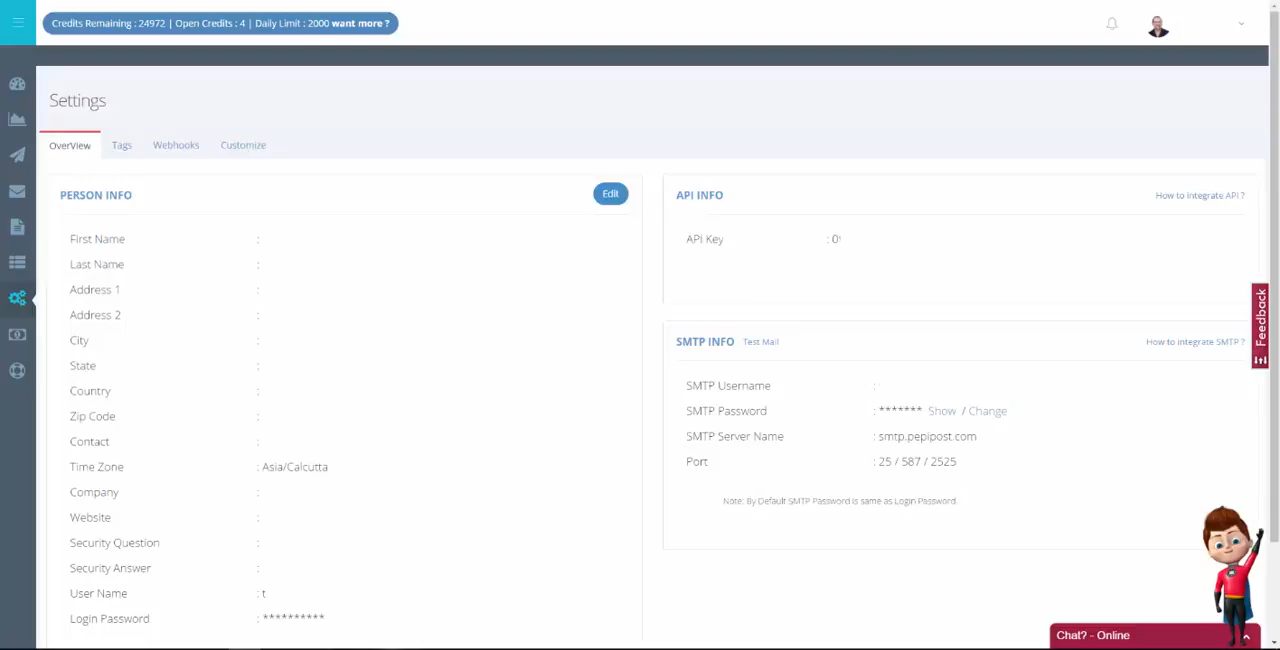 Credits Remaining : 24972 | Open Credits : 4 | Daily Limit : 2000 want more ?
Settings
OverView Tags Webhooks Customize
PERSON INFO Edit
First Name :
Last Name :
Address 1 :
Address 2 :
City :
State :
Country :
Zip Code :
Contact :
Time Zone : Asia/Calcutta
Company :
Website :
Security Question :
Security Answer :
User Name : t
Login Password : **********
API INFO How to integrate API ?
API Key : 0
SMTP INFO Test Mail How to integrate SMTP ?
SMTP Username :
SMTP Password : ******* Show / Change
SMTP Server Name : smtp.pepipost.com
Port : 25 / 587 / 2525
Note: By Default SMTP Password is same as Login Password.
Feedback
Chat? - Online